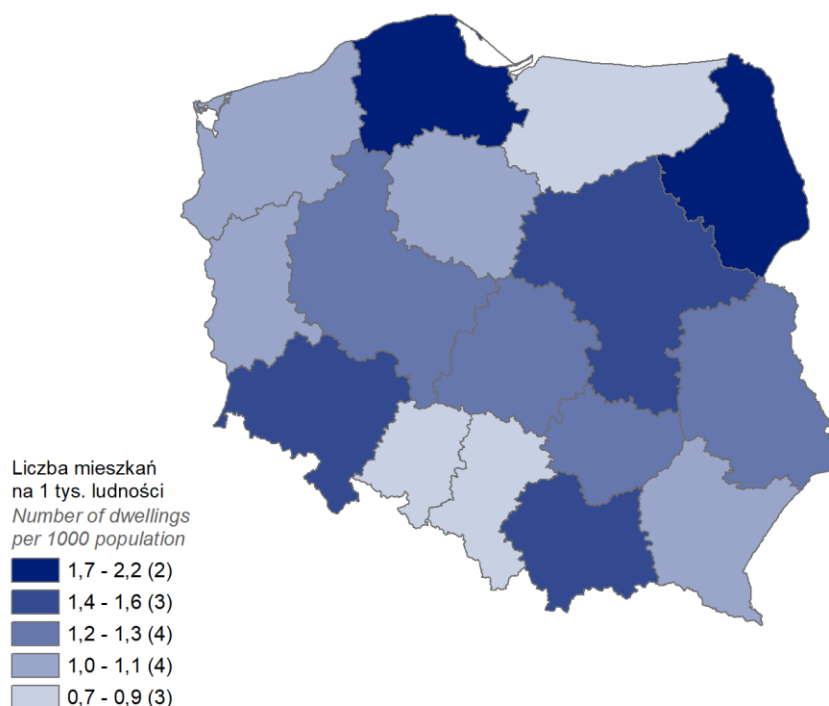 Liczba mieszkań
na 1 tys. ludności
Number of dwellings
per 1000 population
1,7 - 2,2 (2)
1,4 - 1,6 (3)
1,2 - 1,3 (4)
1,0 - 1,1 (4)
0,7 - 0,9 (3)